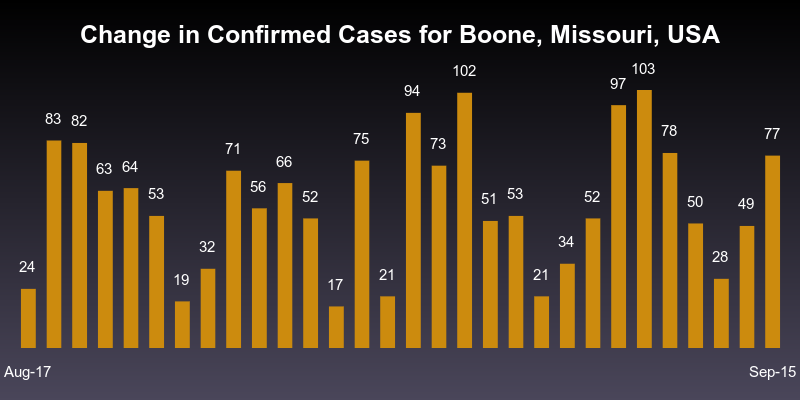 Change in Confirmed Cases for Boone, Missouri, USA
24 83 82 63 64 53 19 32 71 56 66 52 17 75 21 94 73 102 51 53 21 34 52 97 103 78 50 28 49 77
Aug-17 Sep-15